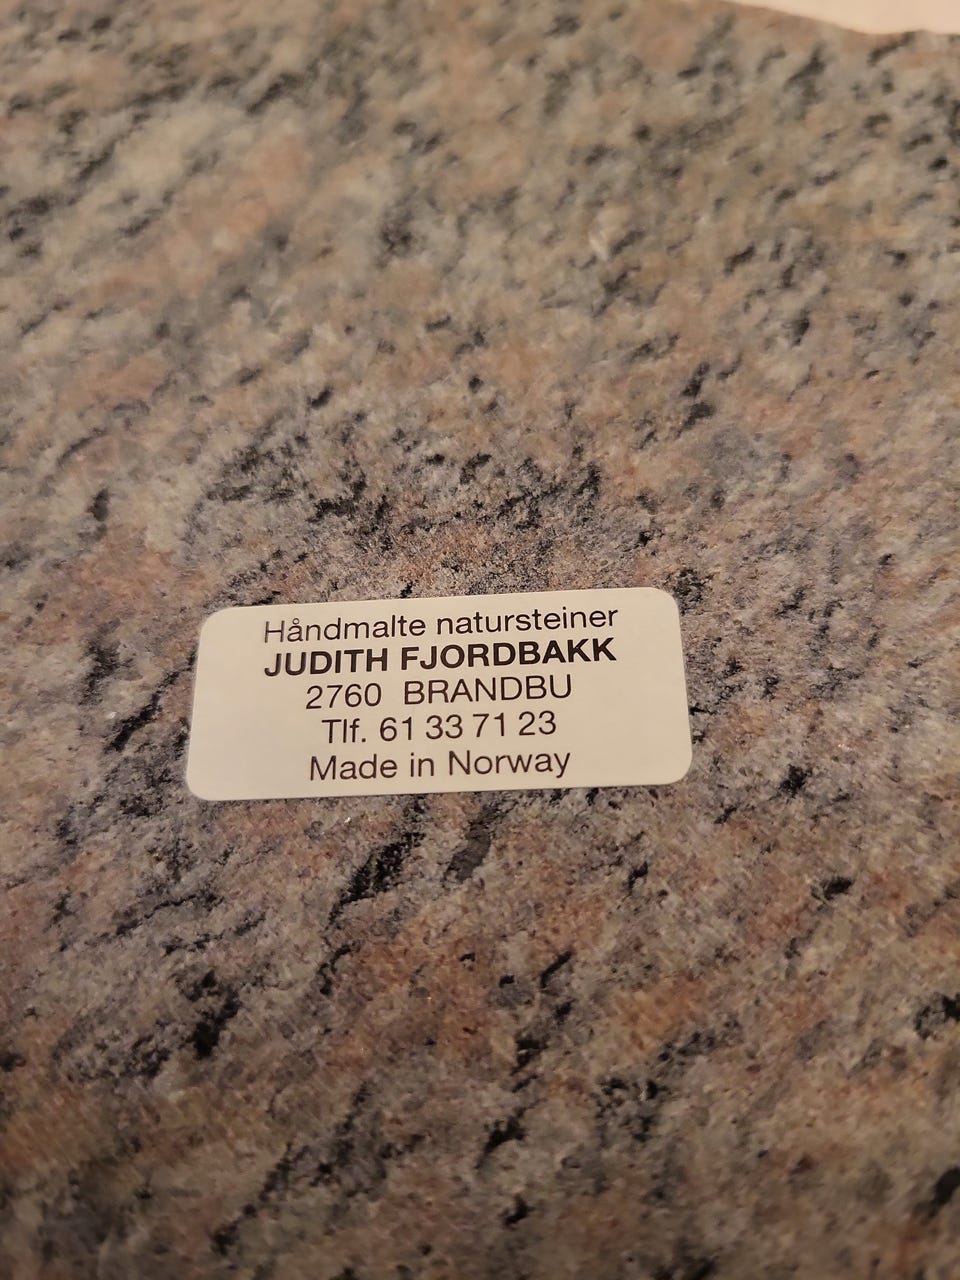 Håndmalte natursteiner
JUDITH FJORDBAKK
2760 BRANDBU
Tlf. 61 33 71 23
Made in Norway